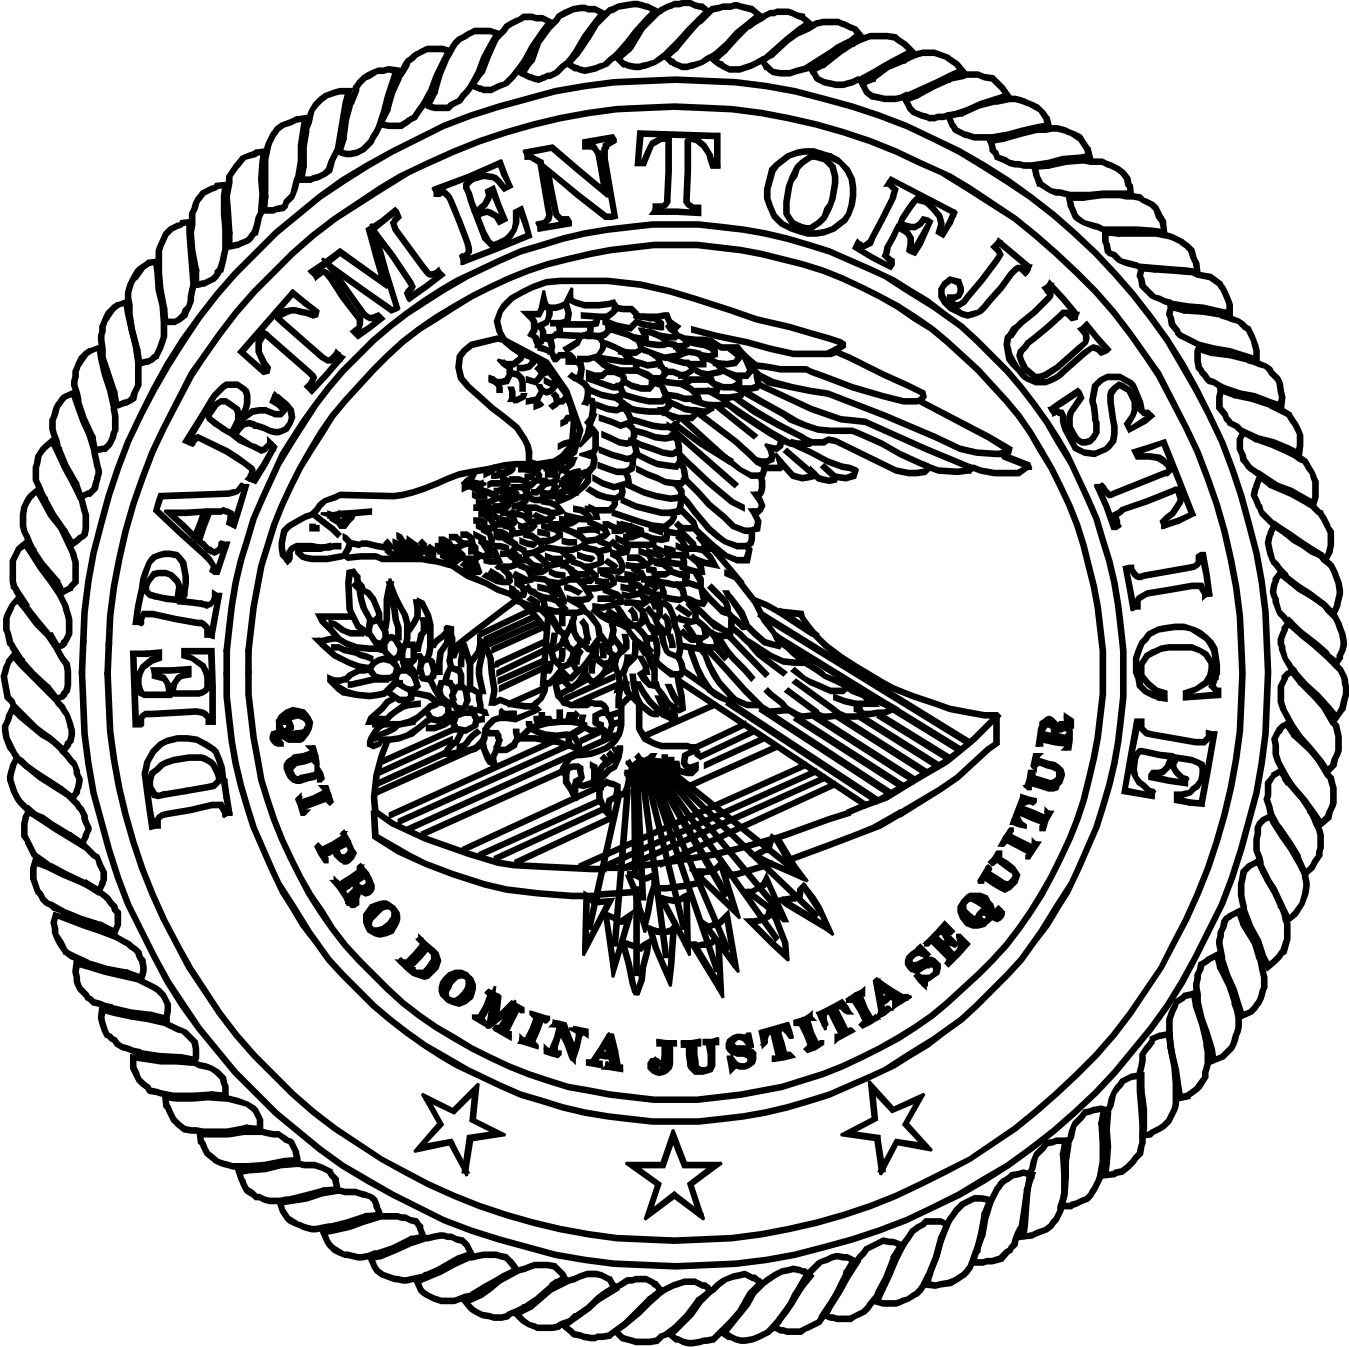 DEPARTMENT OF JUSTICE
QUI PRO DOMINA JUSTITIA SEQUITUR